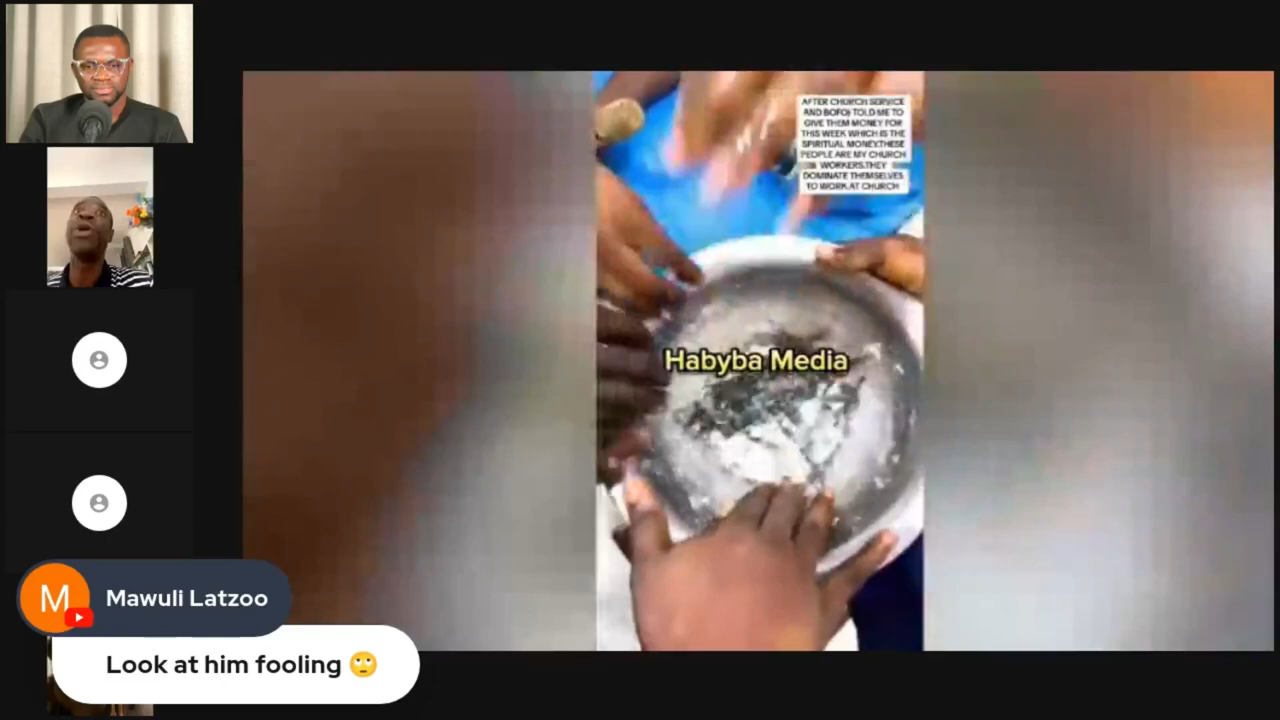 AFTER CHURCH SERVICE
AND BOFO) TOLD ME TO
GIVE THEM MONEY FOR
THIS WEEK WHICH IS THE
SPIRITUAL MONEY.THESE
PEOPLE ARE MY CHURCH
WORKERS.THEY
DOMINATE THEMSELVES
TO WORK AT CHURCH
Habyba Media
M
Mawuli Latzoo
Look at him fooling 🙄